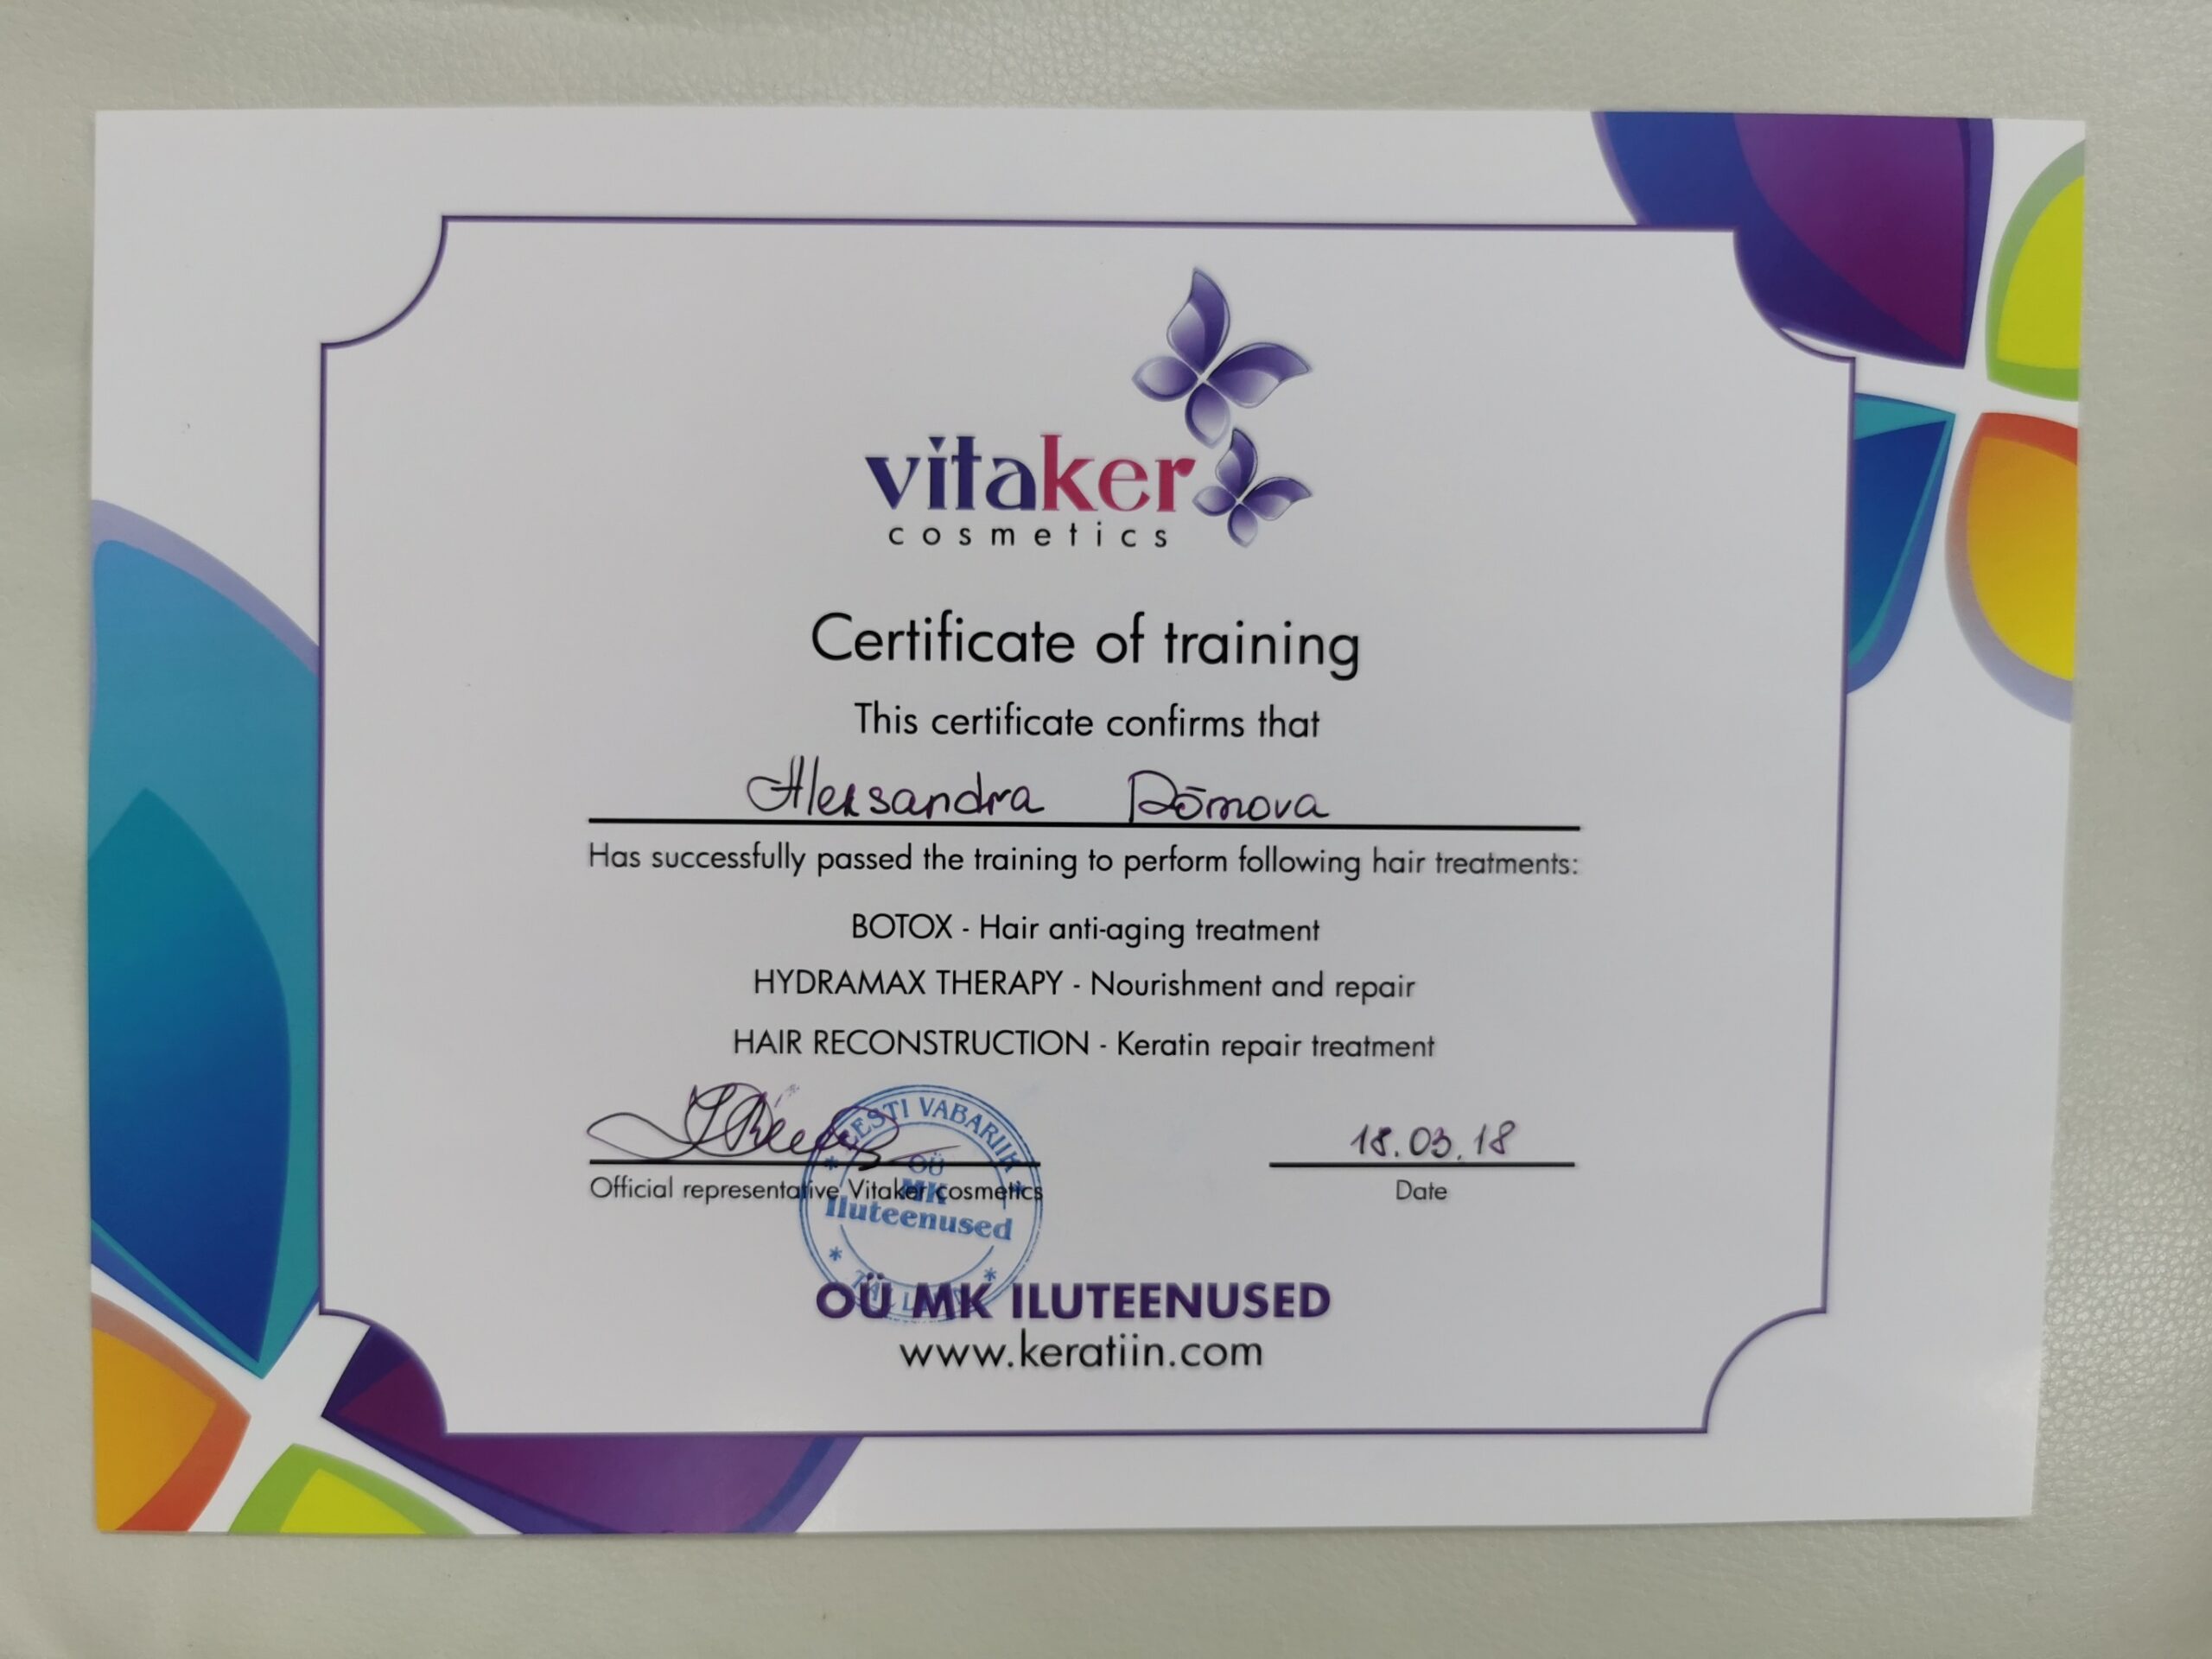 vitaker
cosmetics
Certificate of training
This certificate confirms that
Aleksandra Dõmova
Has successfully passed the training to perform following hair treatments:
BOTOX - Hair anti-aging treatment
HYDRAMAX THERAPY - Nourishment and repair
HAIR RECONSTRUCTION - Keratin repair treatment
18.03.18
Official representative Vitaker cosmetics
Date
EESTI VABARIIK
OÜ
MK
Iluteenused
TALLINN
OÜ MK ILUTEENUSED
www.keratiin.com